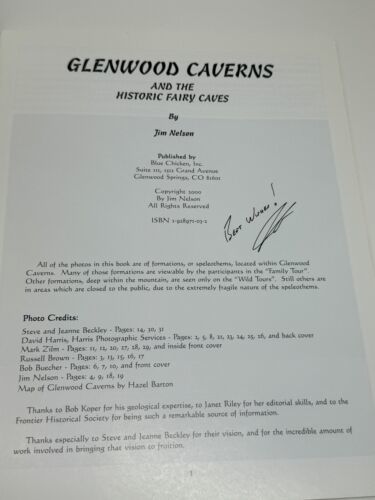 GLENWOOD CAVERNS
AND THE
HISTORIC FAIRY CAVES
By
Jim Nelson
Published by
Blue Chicken, Inc.
Suite 111, 1512 Grand Avenue
Glenwood Springs, CO 81601
Copyright 2000
By Jim Nelson
All Rights Reserved
ISBN 1-928971-03-2
Best Wishes!
All of the photos in this book are of formations, or speleothems, located within Glenwood
Caverns. Many of those formations are viewable by the participants in the "Family Tour"
Other formations, deep within the mountain, are seen only on the "Wild Tours". Still others are
in areas which are closed to the public, due to the extremely fragile nature of the speleothems.
Photo Credits:
Steve and Jeanne Beckley - Pages: 14, 30, 31
David Harris, Harris Photographic Services - Pages: 2, 5, 8, 21, 23, 24, 25, 26, and back cover
Mark Zilm - Pages: 11, 12, 20, 27, 28, 29, and inside front cover
Russell Brown - Pages: 3, 13, 15, 16, 17
Bob Buecher - Pages: 6, 7, 10, and front cover
Jim Nelson - Pages: 4, 9, 18, 19
Map of Glenwood Caverns by Hazel Barton
Thanks to Bob Koper for his geological expertise, to Janet Riley for her editorial skills, and to the
Frontier Historical Society for being such a remarkable source of information.
Thanks especially to Steve and Jeanne Beckley for their vision, and for the incredible amount of
work involved in bringing that vision to fruition.
1